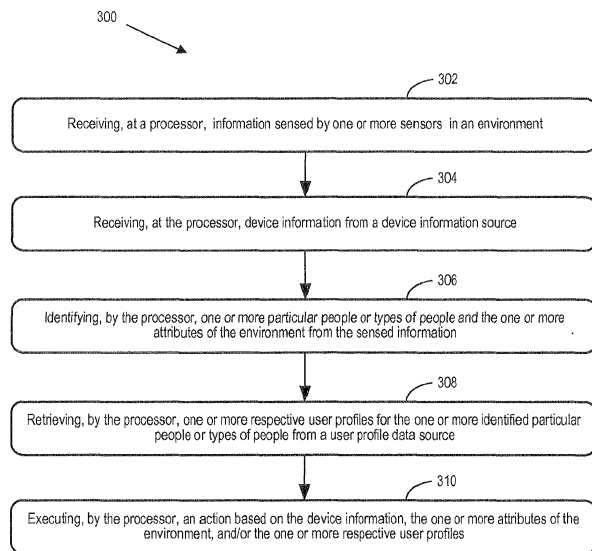 300
302
Receiving, at a processor, information sensed by one or more sensors in an environment
304
Receiving, at the processor, device information from a device information source
306
Identifying, by the processor, one or more particular people or types of people and the one or more
attributes of the environment from the sensed information
308
Retrieving, by the processor, one or more respective user profiles for the one or more identified particular
people or types of people from a user profile data source
310
Executing, by the processor, an action based on the device information, the one or more attributes of the
environment, and/or the one or more respective user profiles